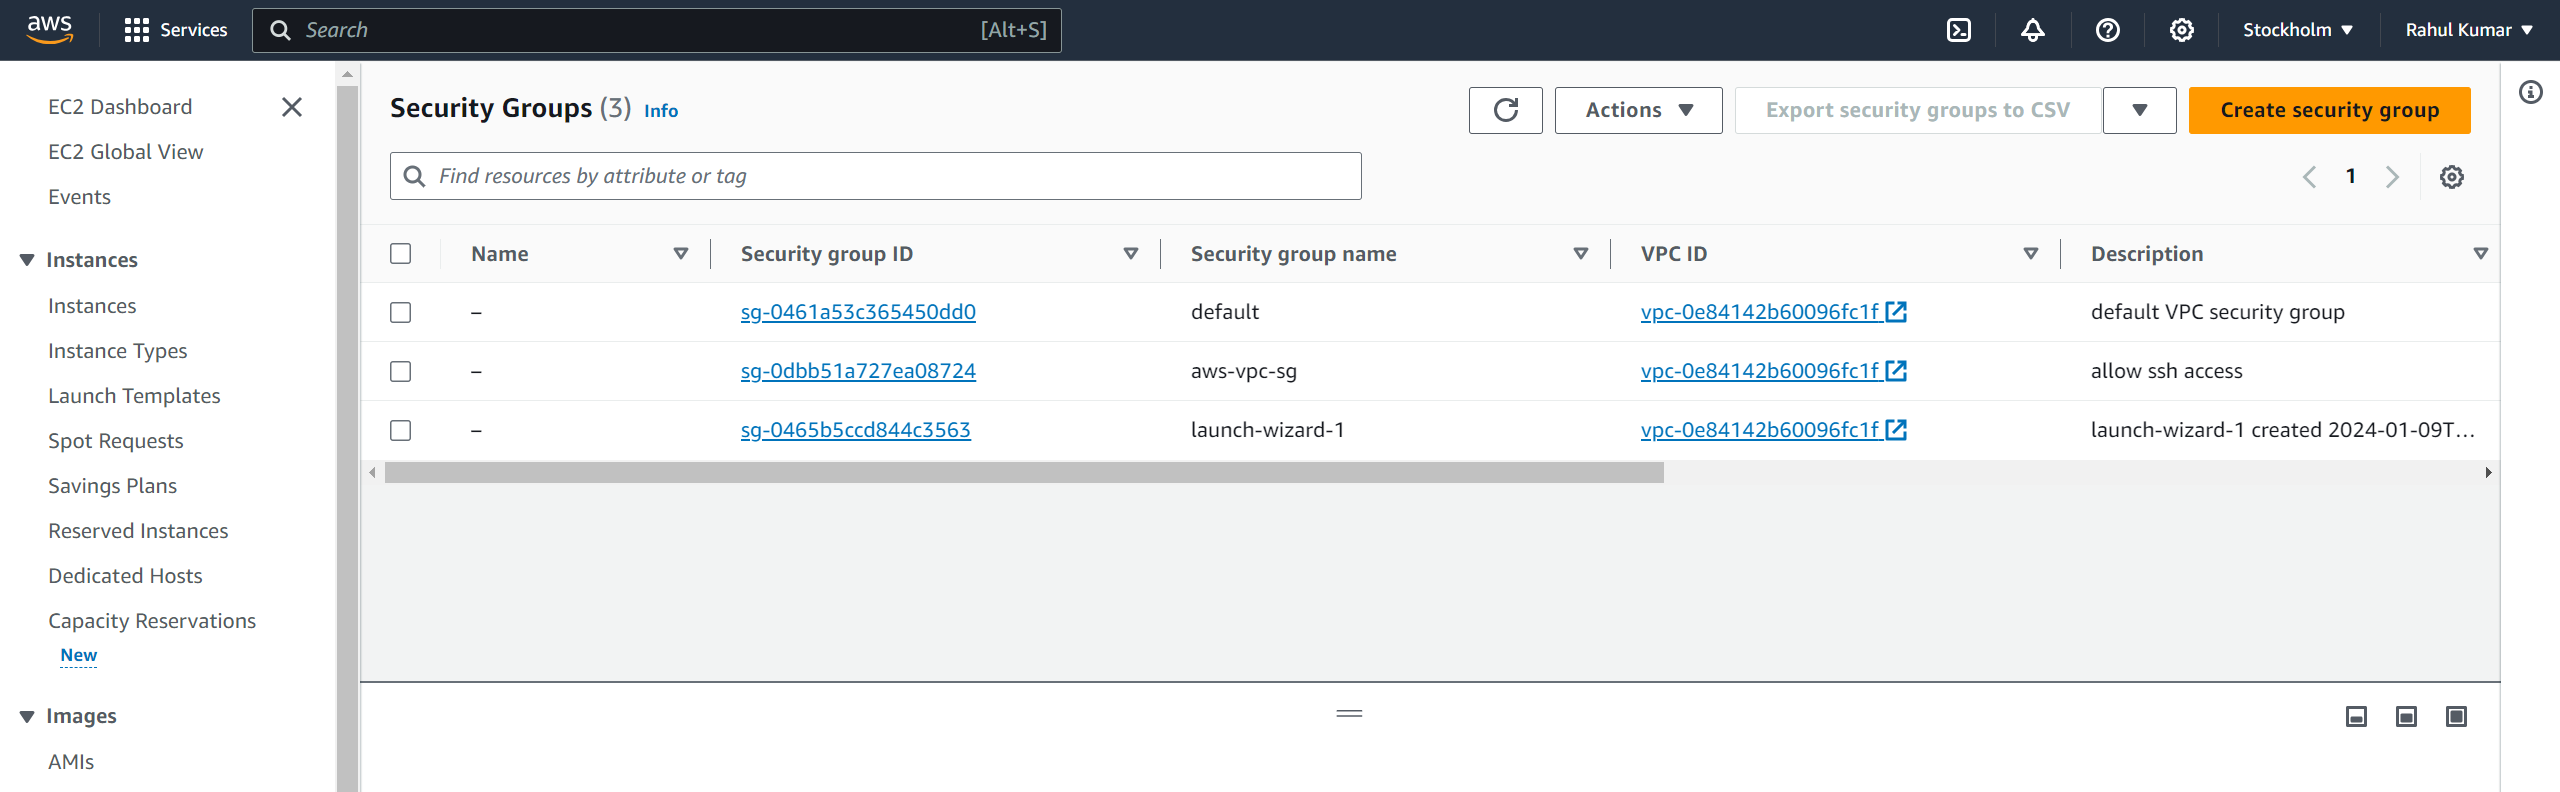 aws Services Search [Alt+S] Stockholm Rahul Kumar
EC2 Dashboard
EC2 Global View
Events
Instances
Instances
Instance Types
Launch Templates
Spot Requests
Savings Plans
Reserved Instances
Dedicated Hosts
Capacity Reservations
New
Images
AMIs
Security Groups (3) Info
Actions Export security groups to CSV Create security group
Find resources by attribute or tag 1
Name Security group ID Security group name VPC ID Description
– sg-0461a53c365450dd0 default vpc-0e84142b60096fc1f default VPC security group
– sg-0dbb51a727ea08724 aws-vpc-sg vpc-0e84142b60096fc1f allow ssh access
– sg-0465b5ccd844c3563 launch-wizard-1 vpc-0e84142b60096fc1f launch-wizard-1 created 2024-01-09T...